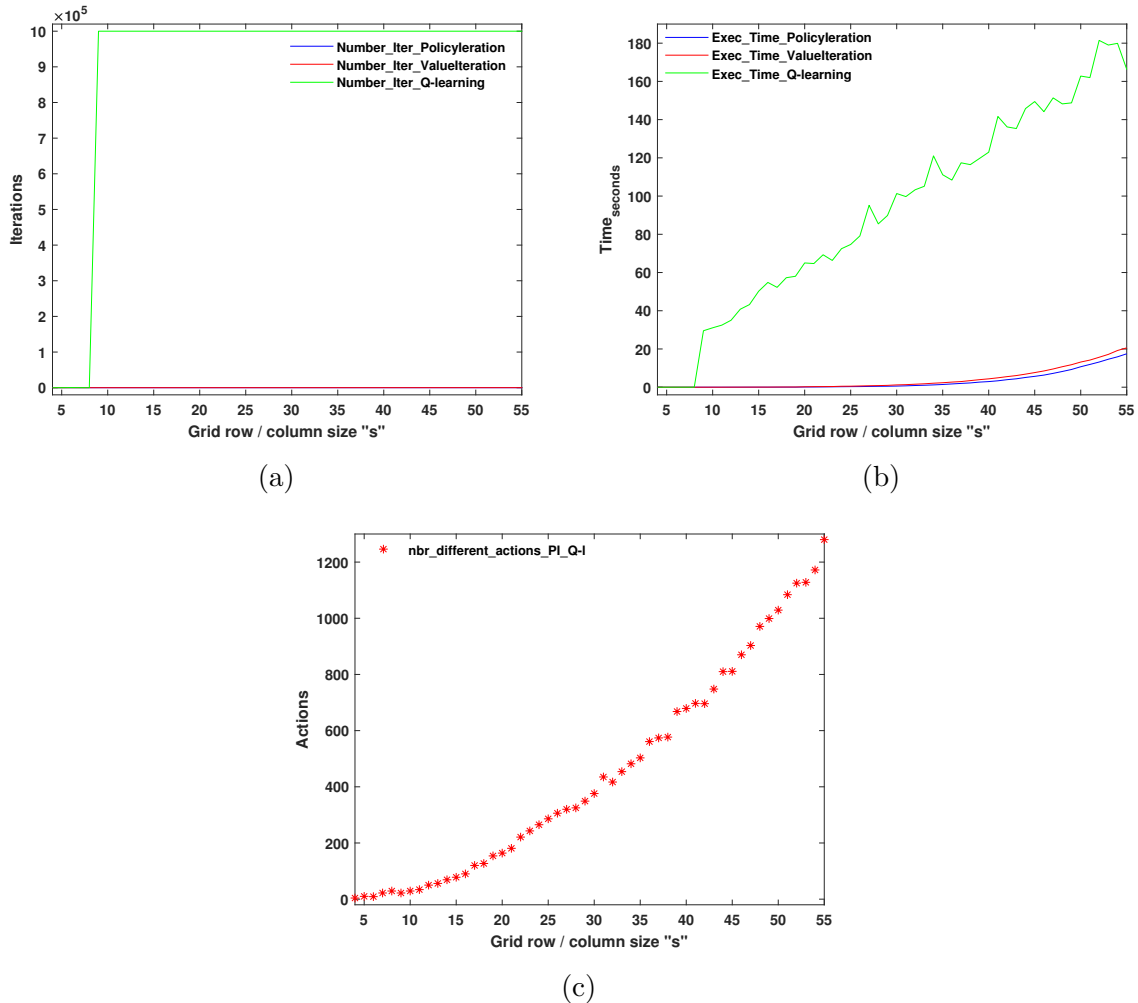 ×10⁵
10
9
8
7
6
5
4
3
2
1
0
Iterations
Number_Iter_Policyleration
Number_Iter_ValueIteration
Number_Iter_Q-learning
5 10 15 20 25 30 35 40 45 50 55
Grid row / column size "s"
(a)
180
160
140
120
100
80
60
40
20
0
Time_seconds
Exec_Time_Policyleration
Exec_Time_ValueIteration
Exec_Time_Q-learning
5 10 15 20 25 30 35 40 45 50 55
Grid row / column size "s"
(b)
1200
1000
800
600
400
200
0
Actions
nbr_different_actions_PI_Q-l
5 10 15 20 25 30 35 40 45 50 55
Grid row / column size "s"
(c)